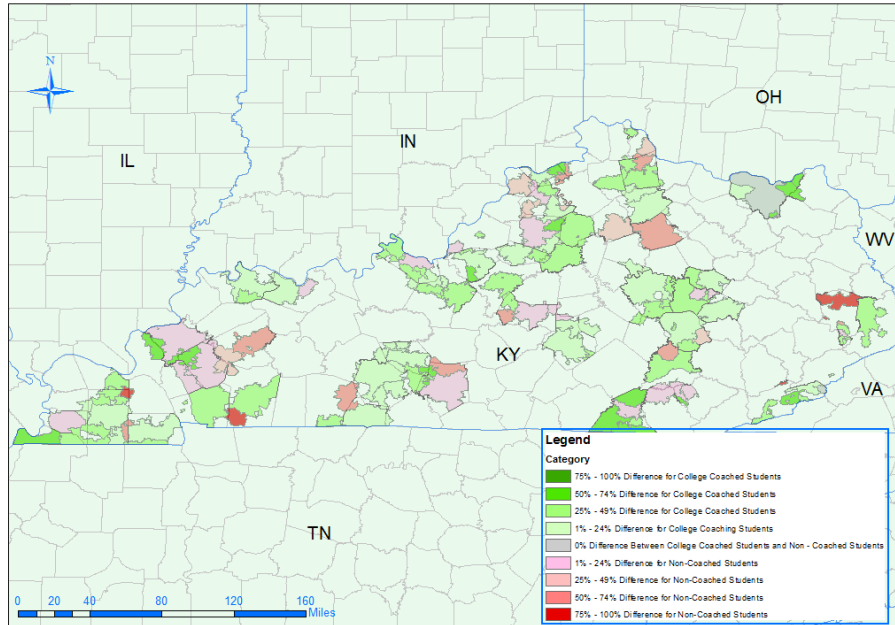 N
OH
IN
IL
WV
KY
VA
TN
Legend
Category
75% - 100% Difference for College Coached Students
50% - 74% Difference for College Coached Students
25% - 49% Difference for College Coached Students
1% - 24% Difference for College Coaching Students
0% Difference Between College Coached Students and Non - Coached Students
1% - 24% Difference for Non-Coached Students
25% - 49% Difference for Non-Coached Students
50% - 74% Difference for Non-Coached Students
75% - 100% Difference for Non-Coached Students
0 20 40 80 120 160
Miles